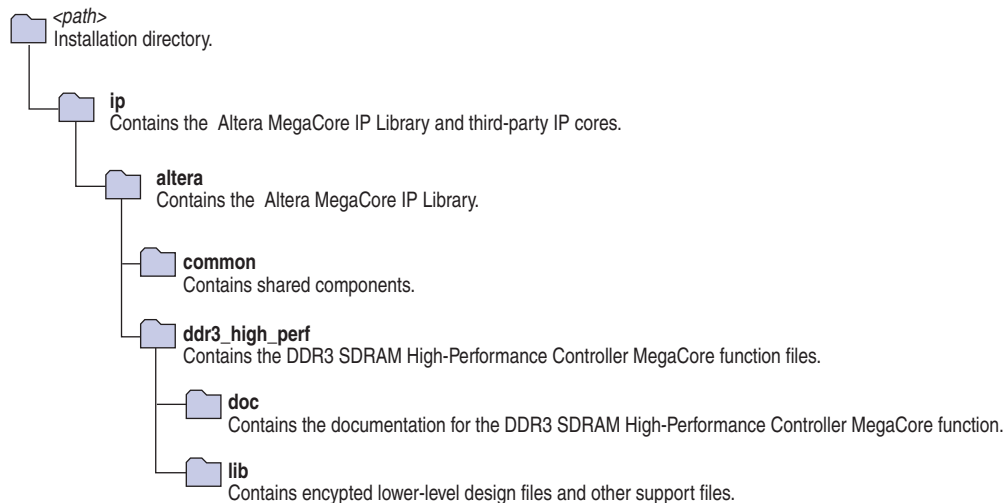 <path>
Installation directory.
ip
Contains the Altera MegaCore IP Library and third-party IP cores.
altera
Contains the Altera MegaCore IP Library.
common
Contains shared components.
ddr3_high_perf
Contains the DDR3 SDRAM High-Performance Controller MegaCore function files.
doc
Contains the documentation for the DDR3 SDRAM High-Performance Controller MegaCore function.
lib
Contains encypted lower-level design files and other support files.